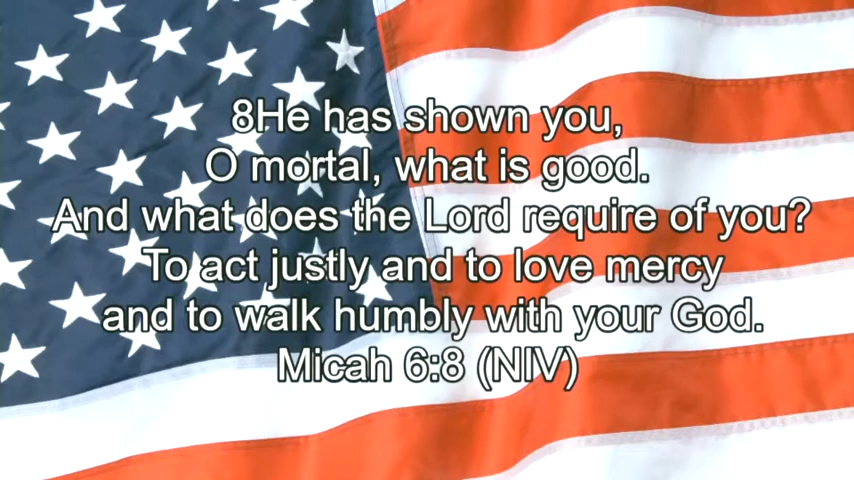 8He has shown you,
O mortal, what is good.
And what does the Lord require of you?
To act justly and to love mercy
and to walk humbly with your God.
Micah 6:8 (NIV)